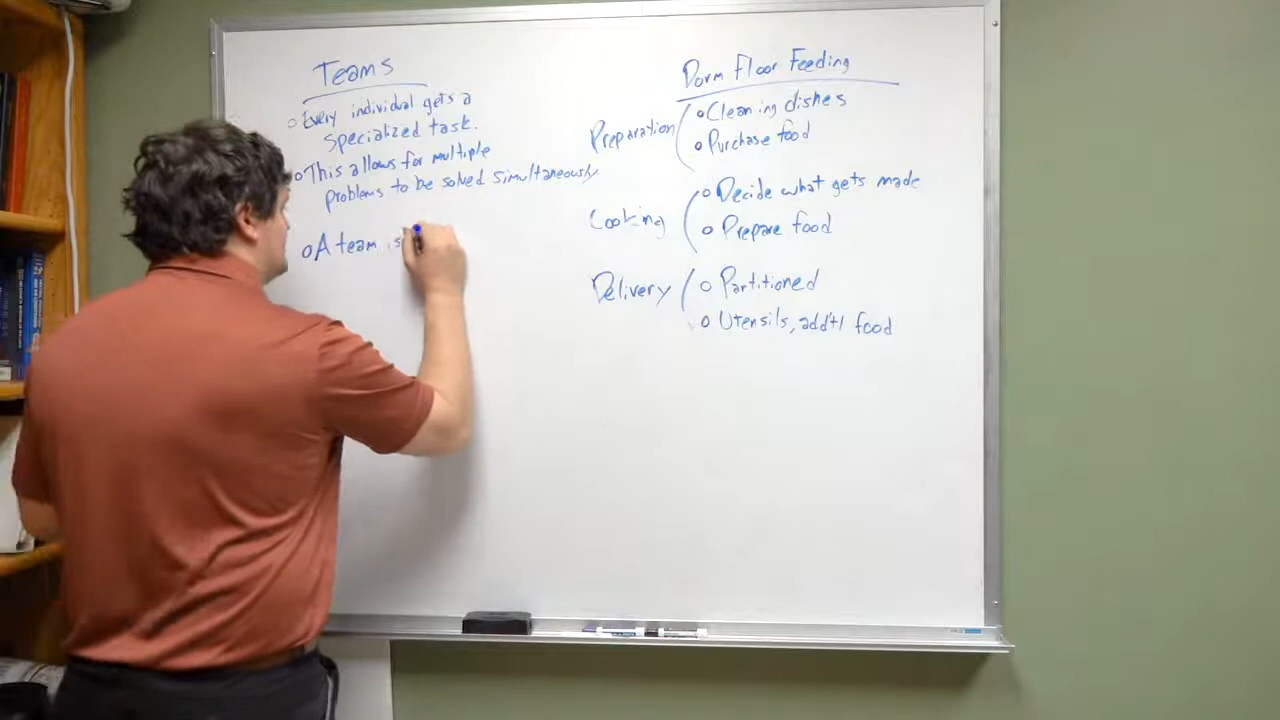 Teams
o Every individual gets a
specialized task.
o This allows for multiple
problems to be solved simultaneously.
o A team is
Dorm Floor Feeding
Preparation
o Cleaning dishes
o Purchase food
Cooking
o Decide what gets made
o Prepare food
Delivery
o Partitioned
o Utensils, add'tl food